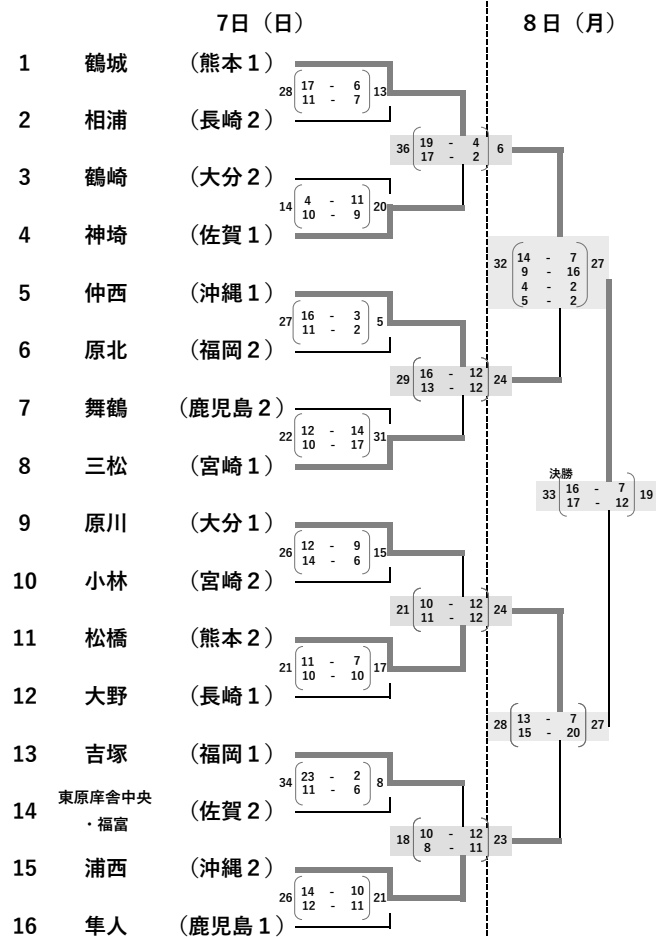 7日（日）
８日（月）
1 鶴城 （熊本１）
28 17 - 6 13
11 - 7
2 相浦 （長崎２）
36 19 - 4 6
17 - 2
3 鶴崎 （大分２）
14 4 - 11 20
10 - 9
4 神埼 （佐賀１）
32 14 - 7 27
9 - 16
4 - 2
5 - 2
5 仲西 （沖縄１）
27 16 - 3 5
11 - 2
6 原北 （福岡２）
29 16 - 12 24
13 - 12
7 舞鶴 （鹿児島２）
22 12 - 14 31
10 - 17
8 三松 （宮崎１）
決勝
33 16 - 7 19
17 - 12
9 原川 （大分１）
26 12 - 9 15
14 - 6
10 小林 （宮崎２）
21 10 - 12 24
11 - 12
11 松橋 （熊本２）
21 11 - 7 17
10 - 10
12 大野 （長崎１）
28 13 - 7 27
15 - 20
13 吉塚 （福岡１）
34 23 - 2 8
11 - 6
14 東原庠舎中央
・福富
（佐賀２）
18 10 - 12 23
8 - 11
15 浦西 （沖縄２）
26 14 - 10 21
12 - 11
16 隼人 （鹿児島１）